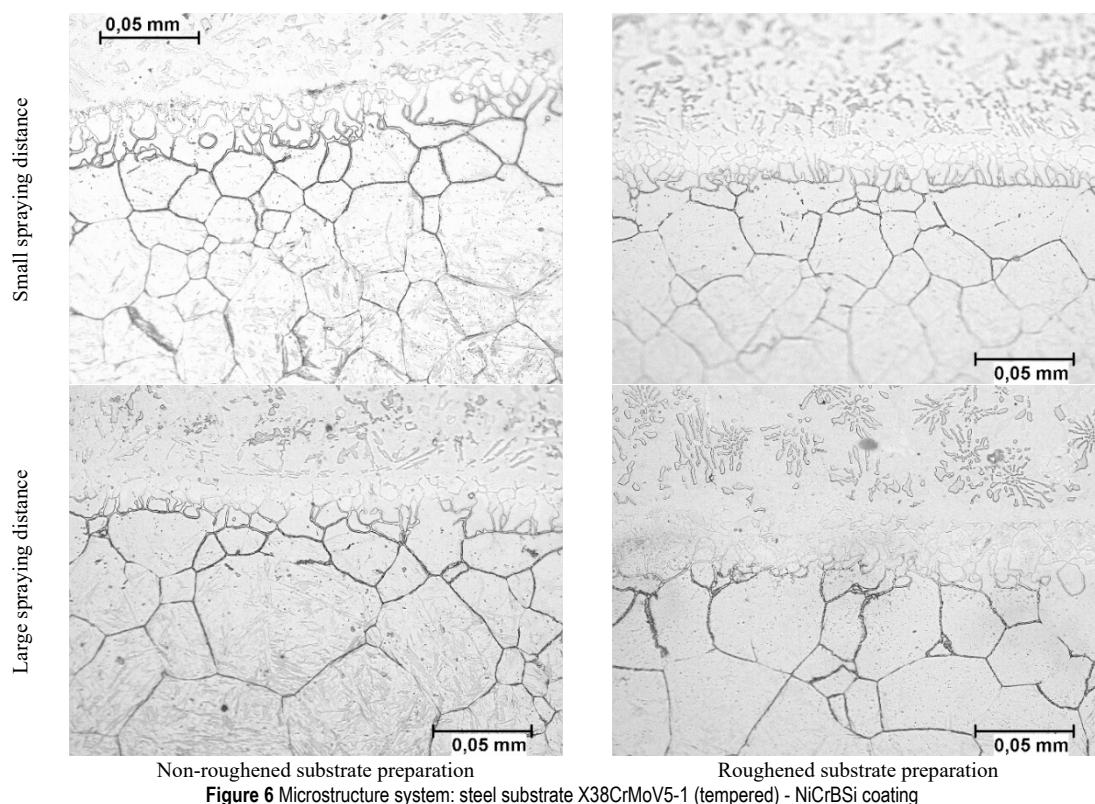 0,05 mm
Small spraying distance
0,05 mm
Large spraying distance
0,05 mm
0,05 mm
Non-roughened substrate preparation
Roughened substrate preparation
Figure 6 Microstructure system: steel substrate X38CrMoV5-1 (tempered) - NiCrBSi coating